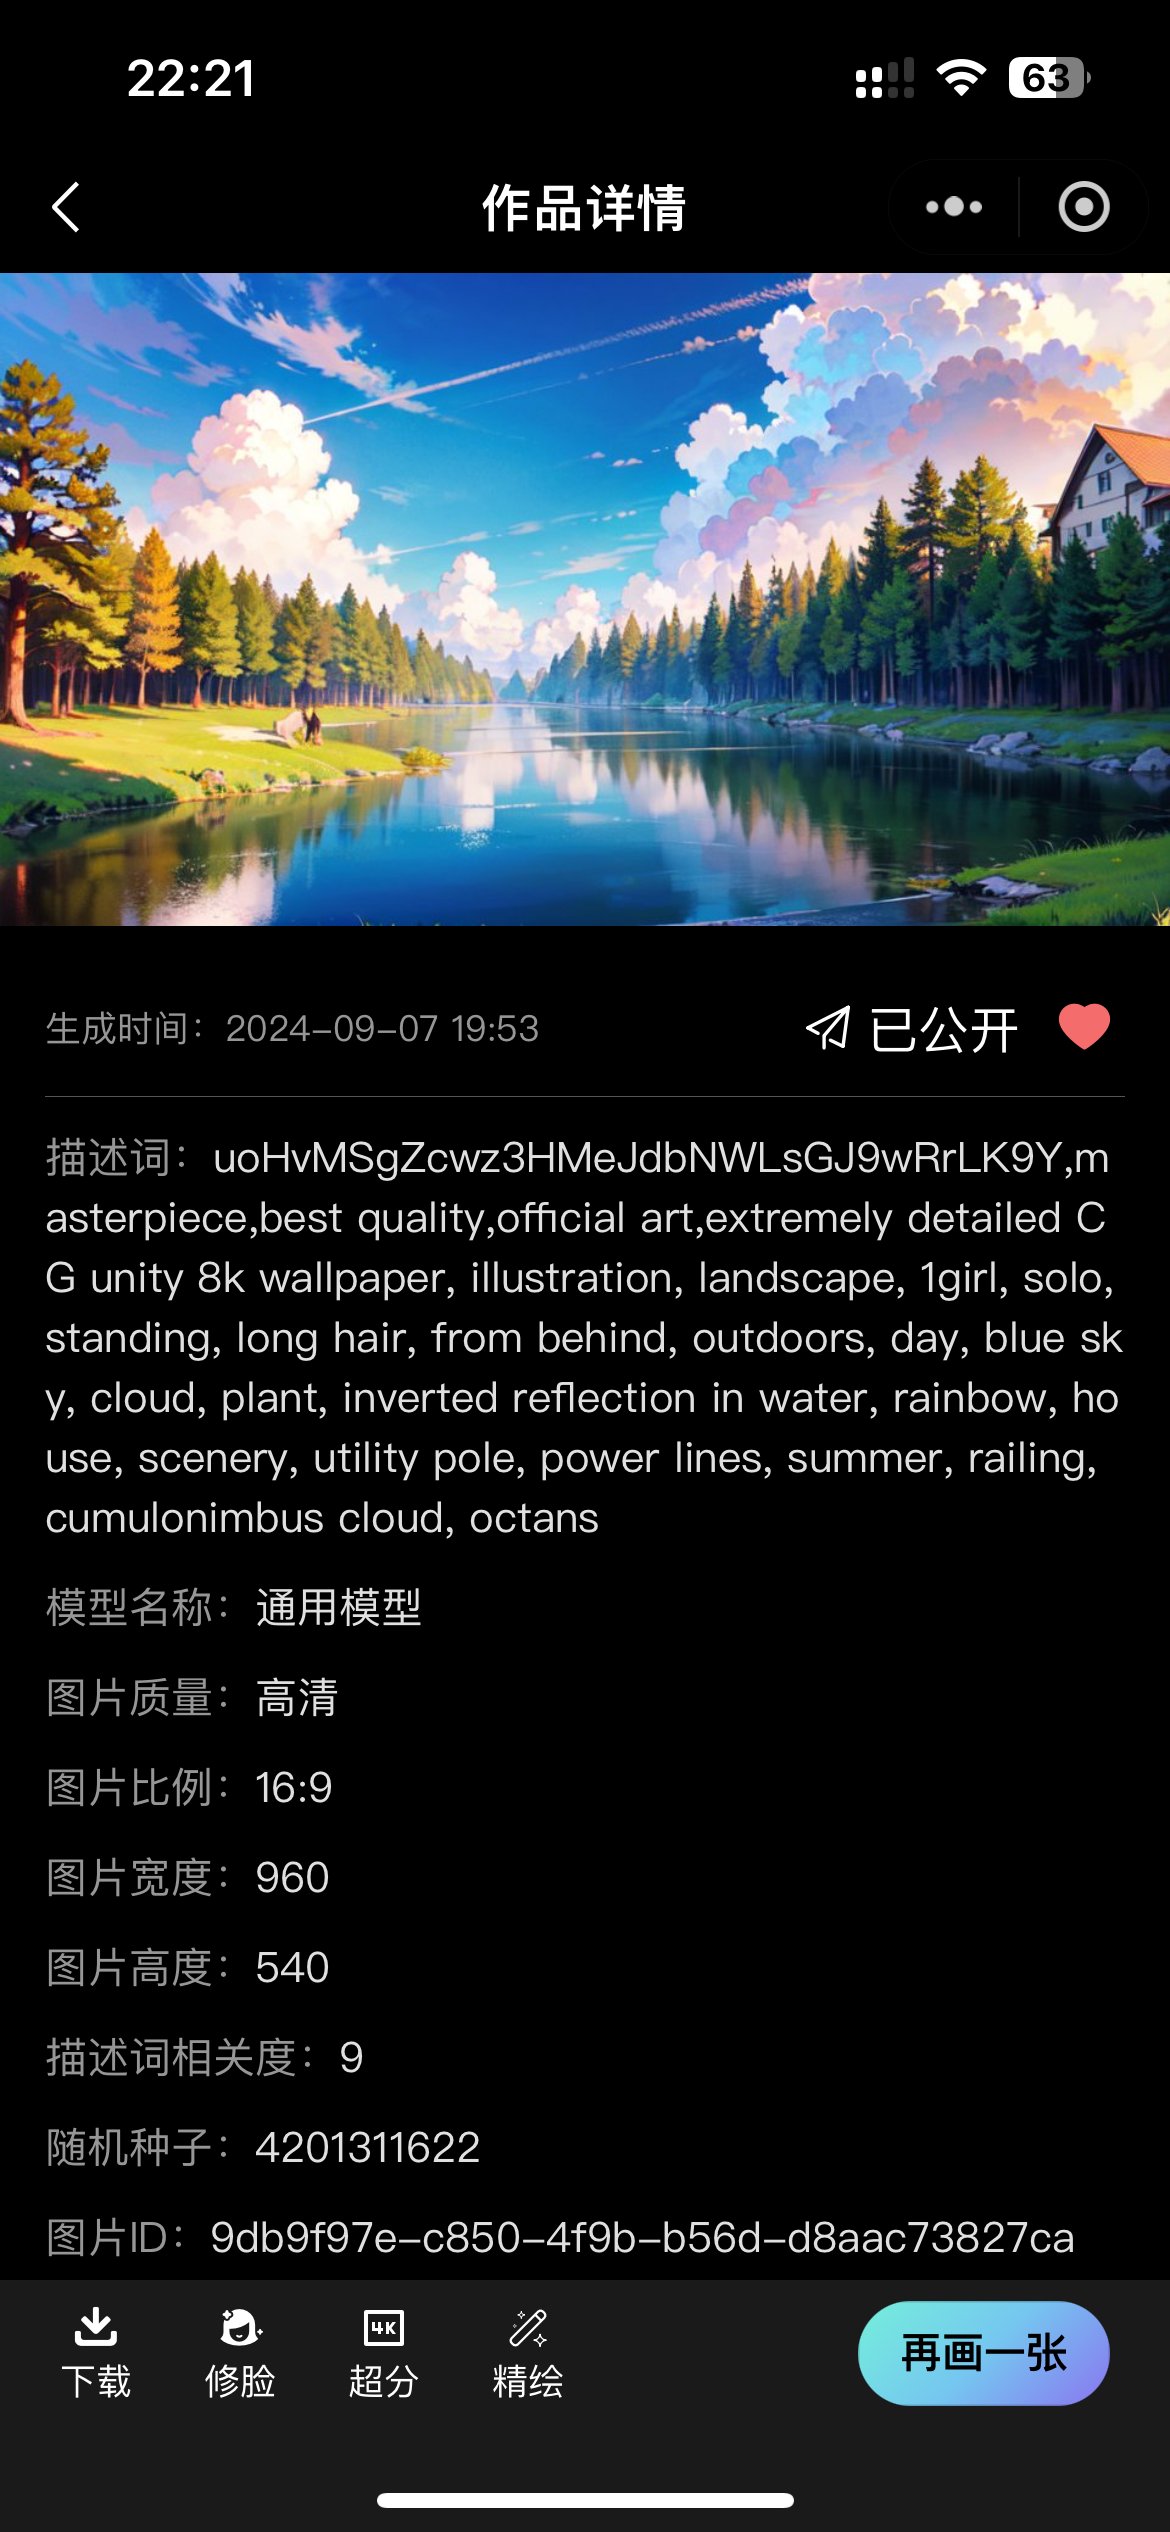 22:21
63
作品详情
生成时间：2024-09-07 19:53
已公开
描述词：uoHvMSgZcwz3HMeJdbNWLsGJ9wRrLK9Y,m
asterpiece,best quality,official art,extremely detailed C
G unity 8k wallpaper, illustration, landscape, 1girl, solo,
standing, long hair, from behind, outdoors, day, blue sk
y, cloud, plant, inverted reflection in water, rainbow, ho
use, scenery, utility pole, power lines, summer, railing,
cumulonimbus cloud, octans
模型名称：通用模型
图片质量：高清
图片比例：16:9
图片宽度：960
图片高度：540
描述词相关度：9
随机种子：4201311622
图片ID：9db9f97e-c850-4f9b-b56d-d8aac73827ca
4K
下载 修脸 超分 精绘
再画一张